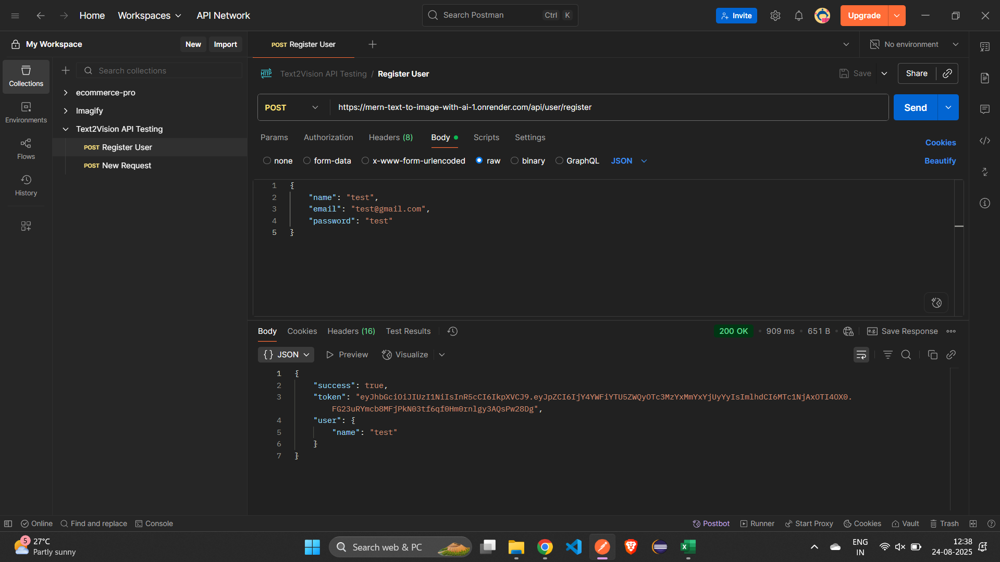 Home Workspaces API Network
Search Postman Ctrl K
Invite Upgrade
My Workspace New Import
POST Register User
No environment
Collections
Search collections
Environments
Flows
History
ecommerce-pro
Imagify
Text2Vision API Testing
POST Register User
POST New Request
HTTP Text2Vision API Testing / Register User
Save Share
POST https://mern-text-to-image-with-ai-1.onrender.com/api/user/register Send
Params Authorization Headers (8) Body Scripts Settings
Cookies
none form-data x-www-form-urlencoded raw binary GraphQL JSON
Beautify
1 {
2 "name": "test",
3 "email": "test@gmail.com",
4 "password": "test"
5 }
Body Cookies Headers (16) Test Results
200 OK • 909 ms • 651 B • e.g. Save Response
{} JSON Preview Visualize
1 {
2 "success": true,
3 "token": "eyJhbGciOiJIUzI1NiIsInR5cCI6IkpXVCJ9.eyJpZCI6IjY4YWFiYTU5ZWQyOTc3MzYxMmYxYjUyYyIsImlhdCI6MTc1NjAxOTI4OX0.
FG23uRYmcb8MFjPkN03tf6qf0Hm0rnlgy3AQsPw28Dg",
4 "user": {
5 "name": "test"
6 }
7 }
Online Find and replace Console
Postbot Runner Start Proxy Cookies Vault Trash
5 27°C
Partly sunny
Search web & PC
ENG
IN
12:38
24-08-2025